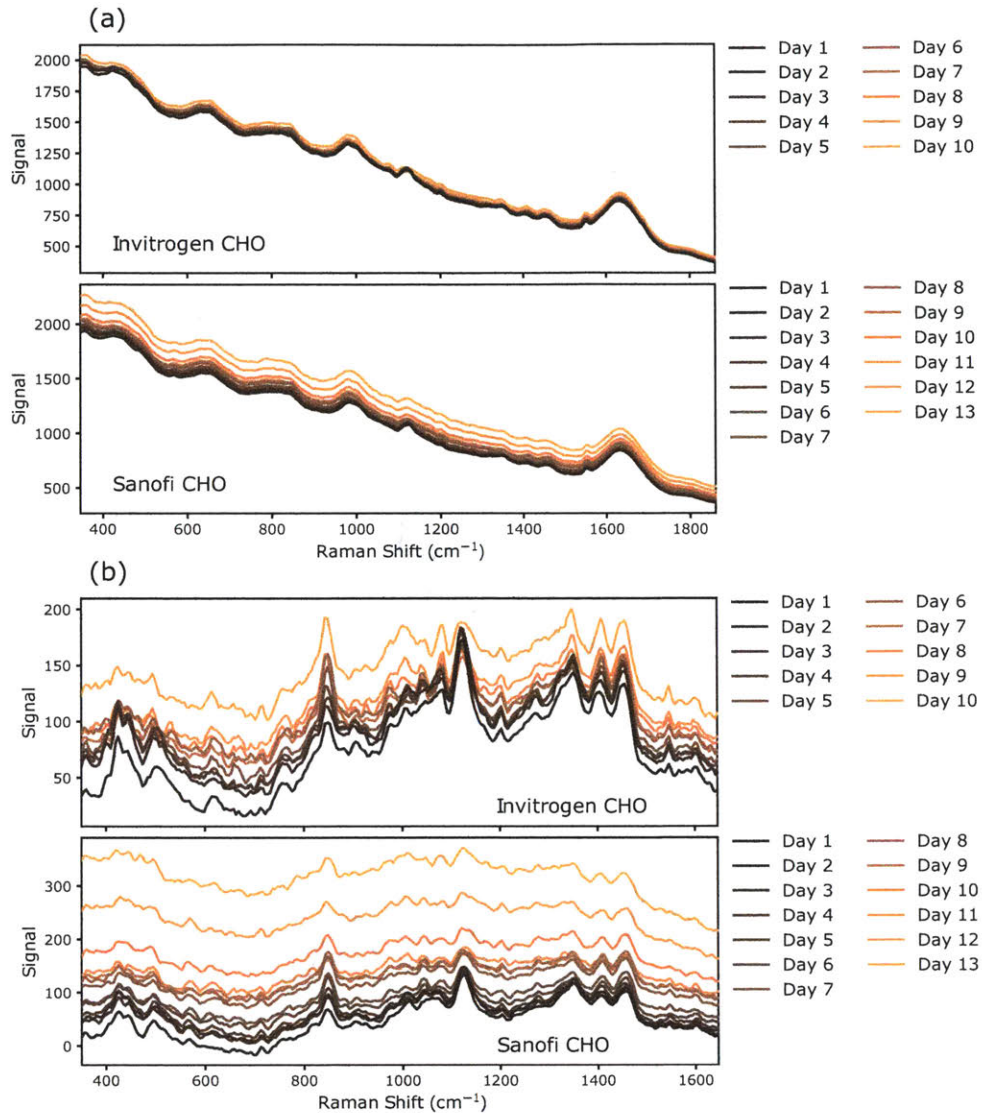 (a)
2000
1750
1500
1250
1000
750
500
Signal
Invitrogen CHO
Day 1 Day 6
Day 2 Day 7
Day 3 Day 8
Day 4 Day 9
Day 5 Day 10
2000
1500
1000
500
Signal
Sanofi CHO
Day 1 Day 8
Day 2 Day 9
Day 3 Day 10
Day 4 Day 11
Day 5 Day 12
Day 6 Day 13
Day 7
400 600 800 1000 1200 1400 1600 1800
Raman Shift (cm⁻¹)
(b)
200
150
100
50
Signal
Invitrogen CHO
Day 1 Day 6
Day 2 Day 7
Day 3 Day 8
Day 4 Day 9
Day 5 Day 10
300
200
100
0
Signal
Sanofi CHO
Day 1 Day 8
Day 2 Day 9
Day 3 Day 10
Day 4 Day 11
Day 5 Day 12
Day 6 Day 13
Day 7
400 600 800 1000 1200 1400 1600
Raman Shift (cm⁻¹)